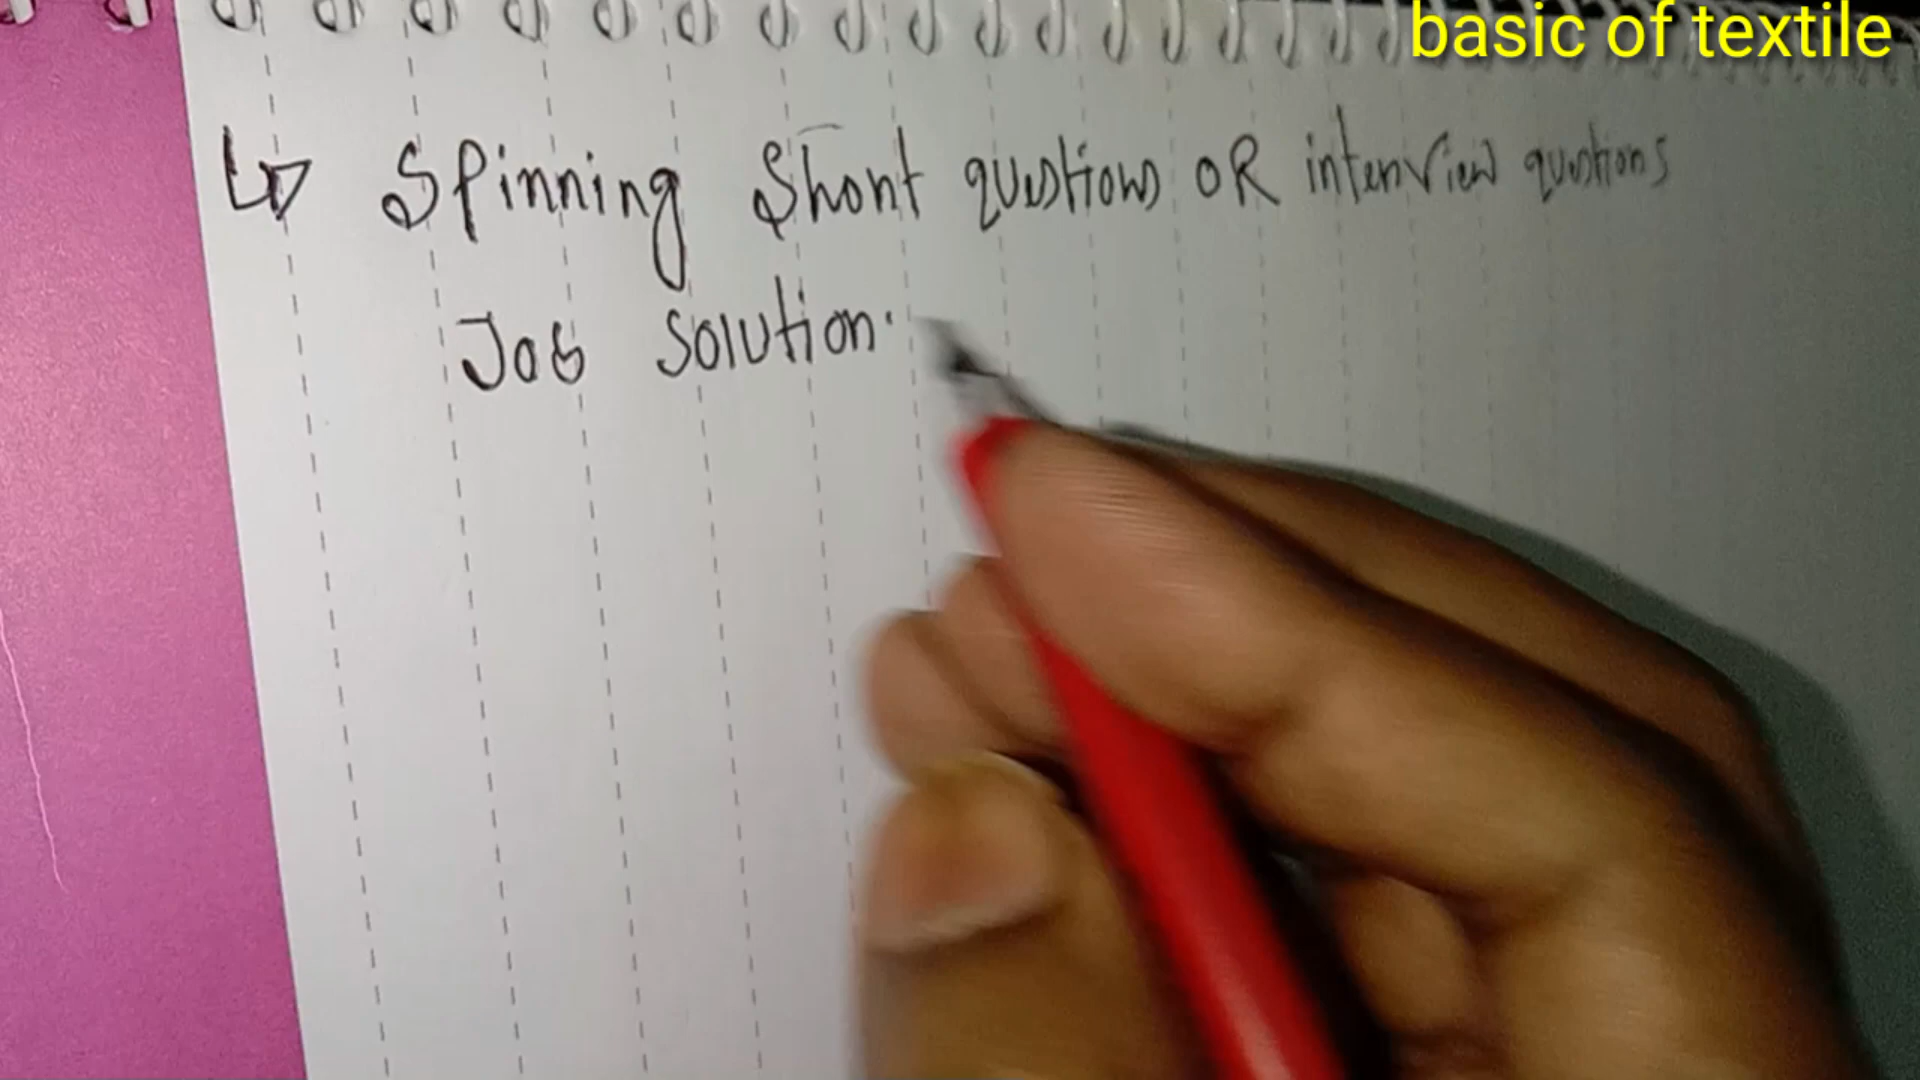 basic of textile
↳ Spinning Short questions OR interview questions
Job solution.